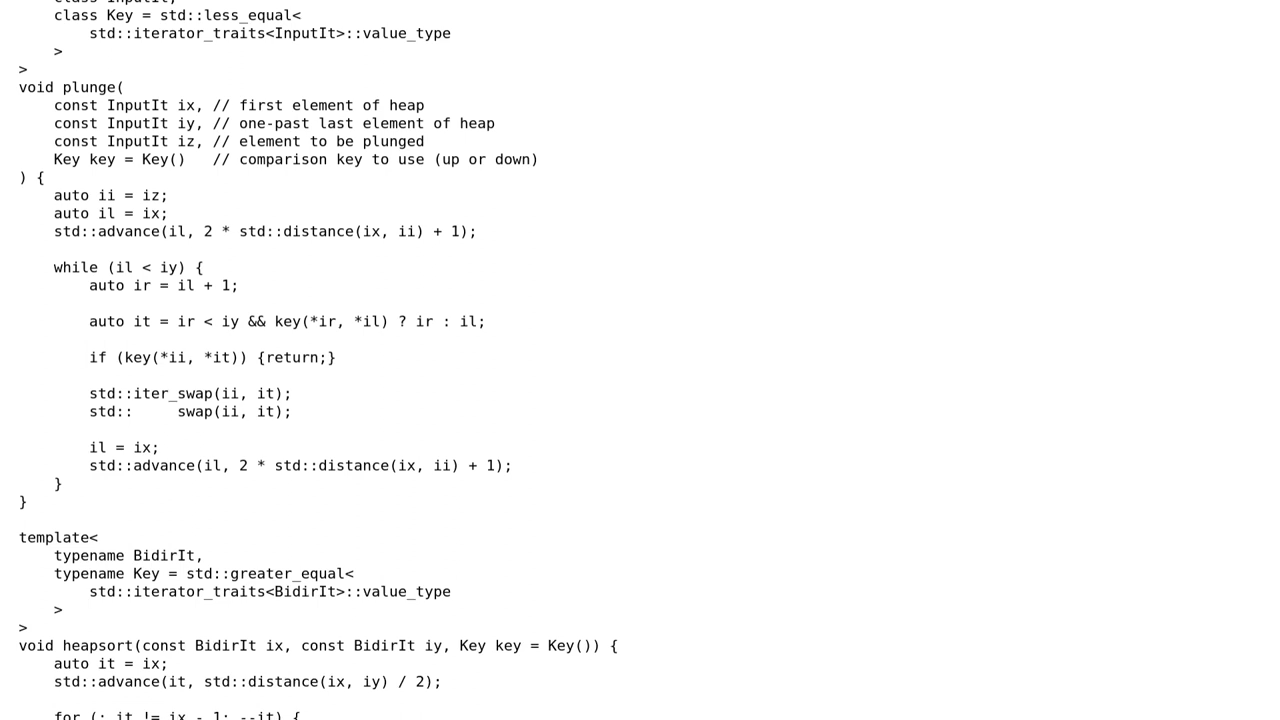 class Key = std::less_equal<
        std::iterator_traits<InputIt>::value_type
    >
>
void plunge(
    const InputIt ix, // first element of heap
    const InputIt iy, // one-past last element of heap
    const InputIt iz, // element to be plunged
    Key key = Key()   // comparison key to use (up or down)
) {
    auto ii = iz;
    auto il = ix;
    std::advance(il, 2 * std::distance(ix, ii) + 1);

    while (il < iy) {
        auto ir = il + 1;

        auto it = ir < iy && key(*ir, *il) ? ir : il;

        if (key(*ii, *it)) {return;}

        std::iter_swap(ii, it);
        std::     swap(ii, it);

        il = ix;
        std::advance(il, 2 * std::distance(ix, ii) + 1);
    }
}

template<
    typename BidirIt,
    typename Key = std::greater_equal<
        std::iterator_traits<BidirIt>::value_type
    >
>
void heapsort(const BidirIt ix, const BidirIt iy, Key key = Key()) {
    auto it = ix;
    std::advance(it, std::distance(ix, iy) / 2);

    for (; it != ix - 1; --it) {